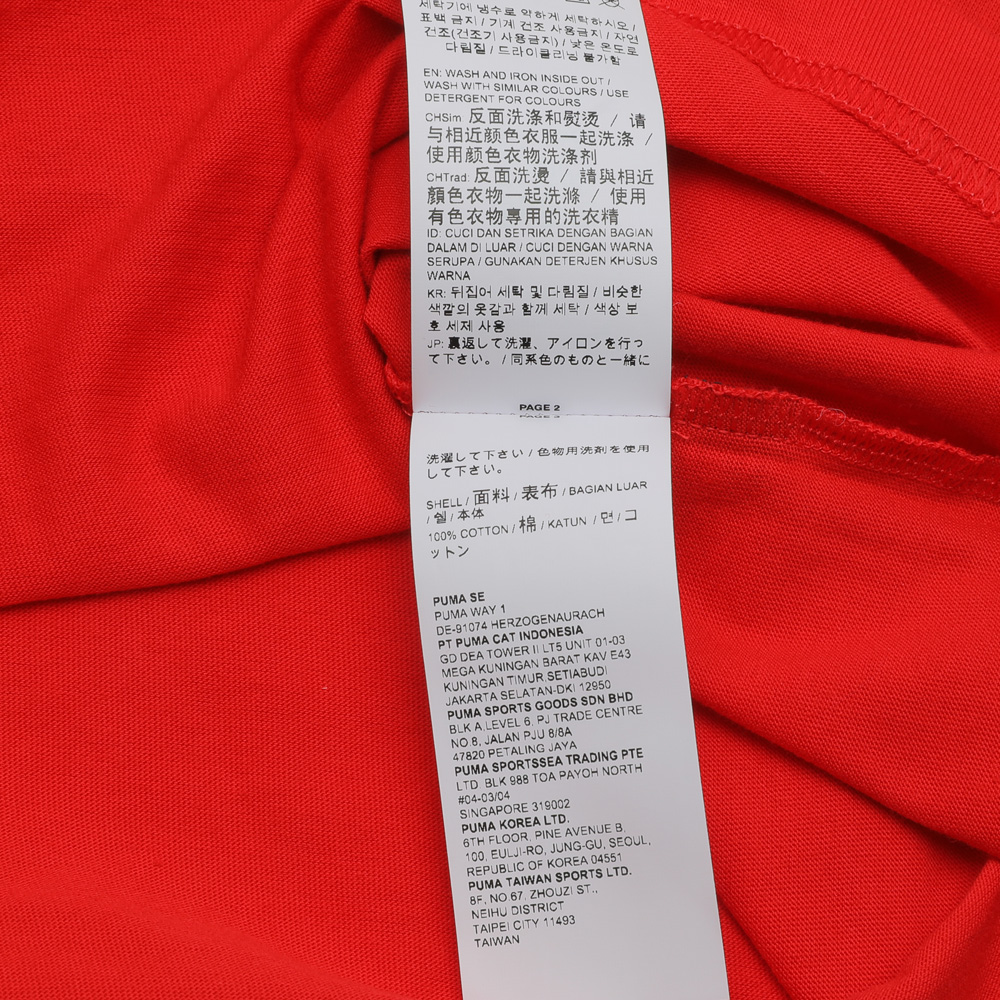 세탁기에 냉수로 약하게 세탁하시오 /
표백 금지 / 기계 건조 사용금지 / 자연
건조(건조기 사용금지) / 낮은 온도로
다림질 / 드라이클리닝 불가함
EN: WASH AND IRON INSIDE OUT /
WASH WITH SIMILAR COLOURS / USE
DETERGENT FOR COLOURS
CHSim: 反面洗涤和熨烫 / 请
与相近颜色衣服一起洗涤 /
使用颜色衣物洗涤剂
CHTrad: 反面洗燙 / 請與相近
顏色衣物一起洗滌 / 使用
有色衣物專用的洗衣精
ID: CUCI DAN SETRIKA DENGAN BAGIAN
DALAM DI LUAR / CUCI DENGAN WARNA
SERUPA / GUNAKAN DETERJEN KHUSUS
WARNA
KR: 뒤집어 세탁 및 다림질 / 비슷한
색깔의 옷감과 함께 세탁 / 색상 보
호 세제 사용
JP: 裏返して洗濯、アイロンを行っ
て下さい。 / 同系色のものと一緒に
PAGE 2
洗濯して下さい / 色物用洗剤を使用
して下さい。
SHELL / 面料 / 表布 / BAGIAN LUAR
/ 쉘 / 本体
100% COTTON / 棉 / KATUN / 면 / コ
ットン
PUMA SE
PUMA WAY 1
DE-91074 HERZOGENAURACH
PT PUMA CAT INDONESIA
GD DEA TOWER II LT5 UNIT 01-03
MEGA KUNINGAN BARAT KAV E43
KUNINGAN TIMUR SETIABUDI
JAKARTA SELATAN-DKI 12950
PUMA SPORTS GOODS SDN BHD
BLK A,LEVEL 6, PJ TRADE CENTRE
NO.8, JALAN PJU 8/8A
47820 PETALING JAYA
PUMA SPORTSSEA TRADING PTE
LTD. BLK 988 TOA PAYOH NORTH
#04-03/04
SINGAPORE 319002
PUMA KOREA LTD.
6TH FLOOR, PINE AVENUE B,
100, EULJI-RO, JUNG-GU, SEOUL,
REPUBLIC OF KOREA 04551
PUMA TAIWAN SPORTS LTD.
8F, NO.67, ZHOUZI ST.,
NEIHU DISTRICT
TAIPEI CITY 11493
TAIWAN